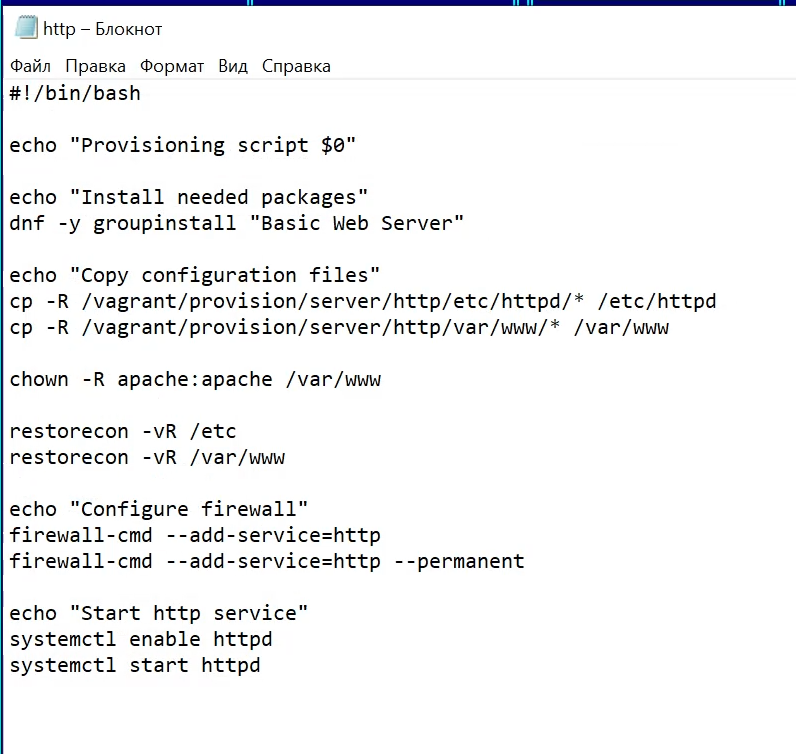 http – Блокнот
Файл Правка Формат Вид Справка
#!/bin/bash
echo "Provisioning script $0"
echo "Install needed packages"
dnf -y groupinstall "Basic Web Server"
echo "Copy configuration files"
cp -R /vagrant/provision/server/http/etc/httpd/* /etc/httpd
cp -R /vagrant/provision/server/http/var/www/* /var/www
chown -R apache:apache /var/www
restorecon -vR /etc
restorecon -vR /var/www
echo "Configure firewall"
firewall-cmd --add-service=http
firewall-cmd --add-service=http --permanent
echo "Start http service"
systemctl enable httpd
systemctl start httpd